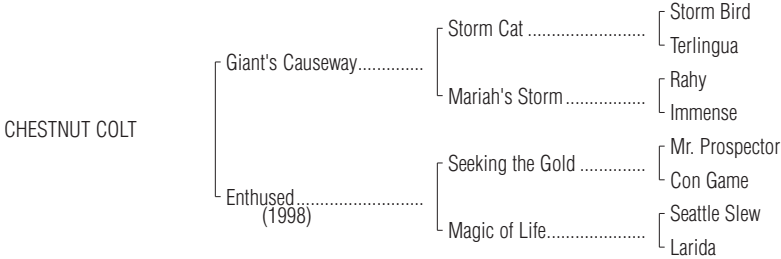 Storm Bird
Storm Cat ........................
Terlingua
Giant's Causeway..............
Rahy
Mariah's Storm .................
Immense
CHESTNUT COLT
Mr. Prospector
Seeking the Gold ..............
Con Game
Enthused...........................
(1998)
Seattle Slew
Magic of Life.....................
Larida